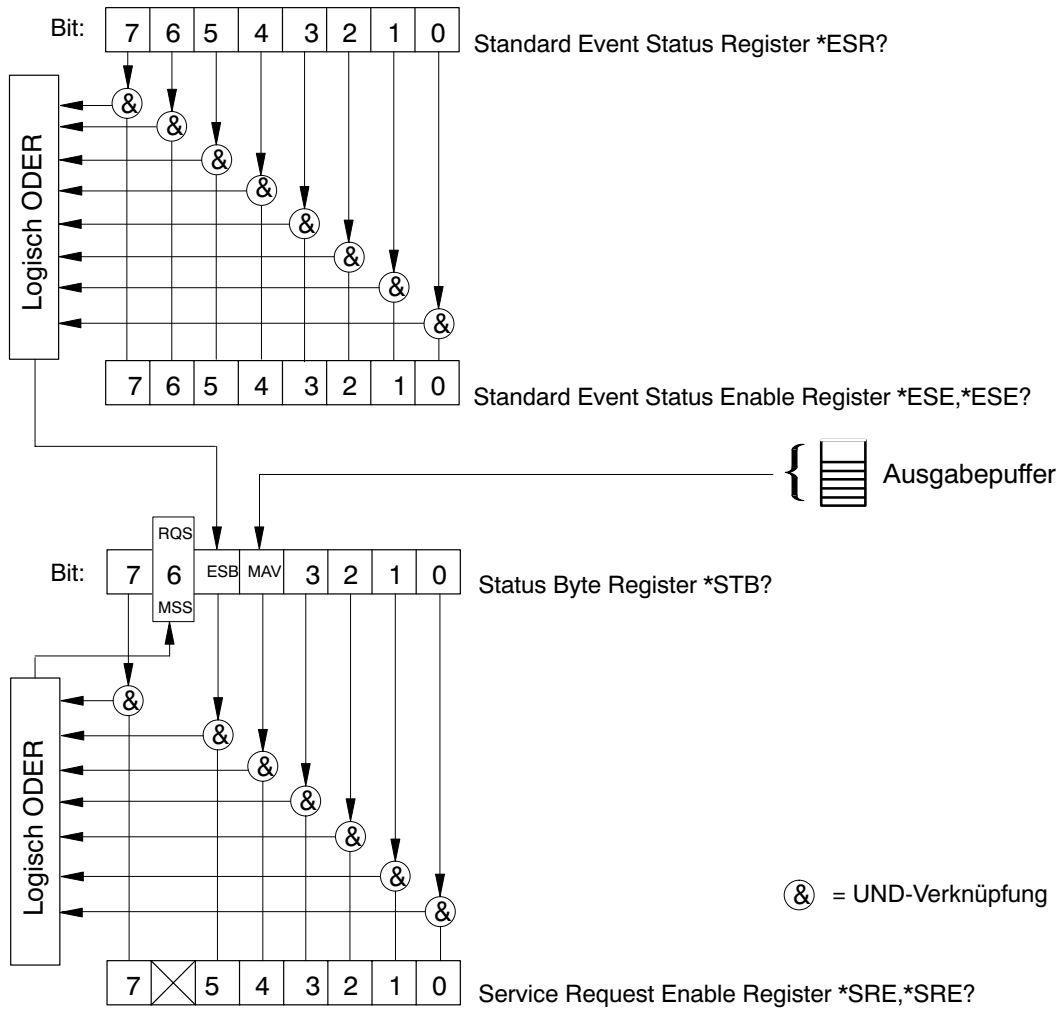 Bit: 7 6 5 4 3 2 1 0 Standard Event Status Register *ESR?
&
&
&
&
&
&
&
&
Logisch ODER
7 6 5 4 3 2 1 0 Standard Event Status Enable Register *ESE,*ESE?
{ Ausgabepuffer
RQS
Bit: 7 6 ESB MAV 3 2 1 0 Status Byte Register *STB?
MSS
&
&
&
&
&
&
&
Logisch ODER
& = UND-Verknüpfung
7 5 4 3 2 1 0 Service Request Enable Register *SRE,*SRE?